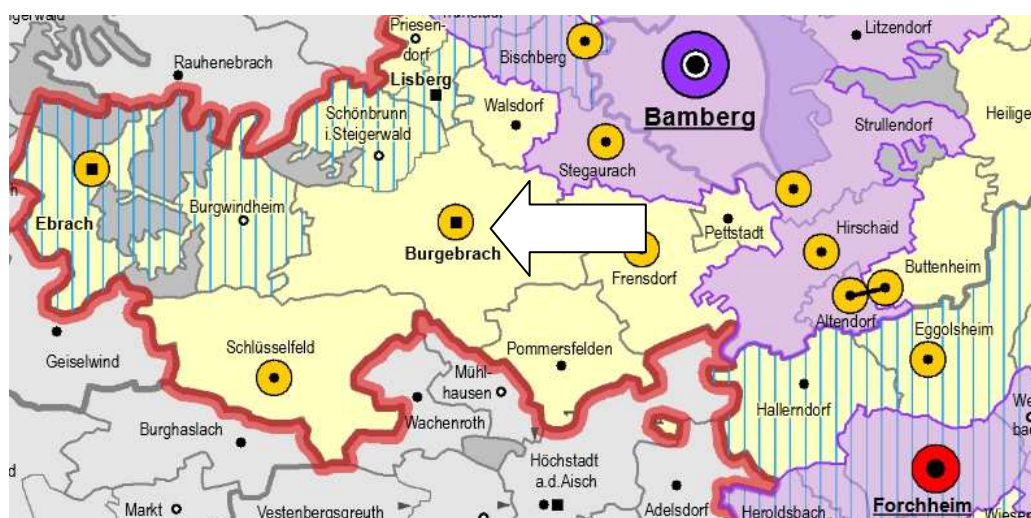 Litzendorf
Priesen-
dorf
Bischberg
Rauhenebrach
Lisberg
Walsdorf
Bamberg
Schönbrunn
i.Steigerwald
Strullendorf
Stegaurach
Ebrach
Burgwindheim
Burgebrach
Pettstadt
Hirschaid
Frensdorf
Buttenheim
Altendorf
Eggolsheim
Geiselwind
Schlüsselfeld
Pommersfelden
Mühl-
hausen
Hallerndorf
Wachenroth
Burghaslach
Höchstadt
a.d.Aisch
Forchheim
Markt
Vestenbergsgreuth
Adelsdorf
Heroldsbach